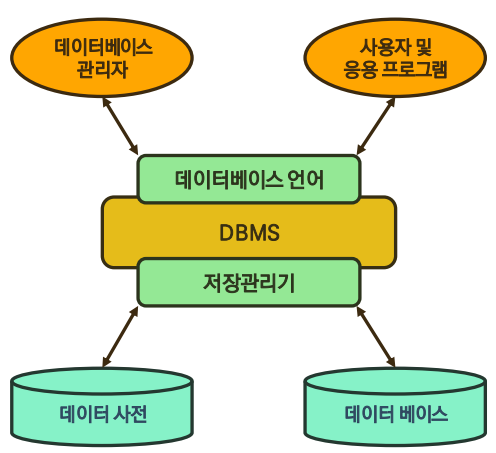 데이터베이스
관리자
사용자 및
응용 프로그램
데이터베이스 언어
DBMS
저장관리기
데이터 사전
데이터 베이스